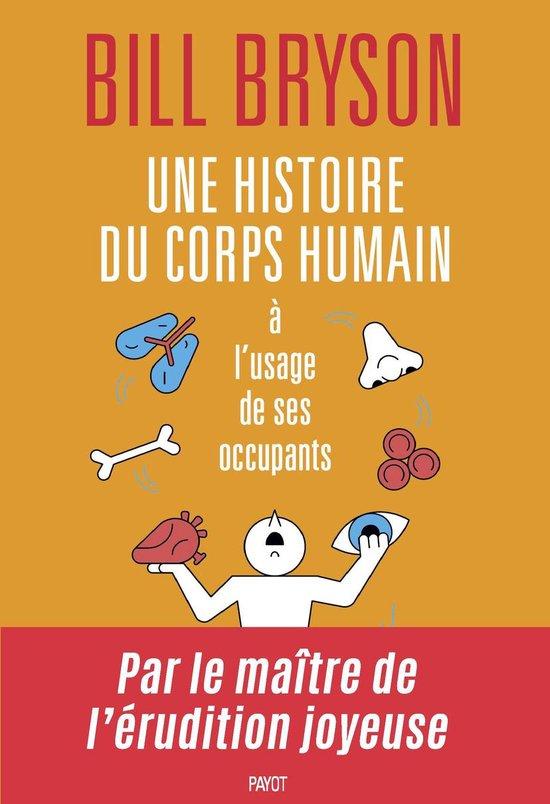 BILL BRYSON
UNE HISTOIRE
DU CORPS HUMAIN
à
l'usage
de ses
occupants
Par le maître de
l'érudition joyeuse
PAYOT